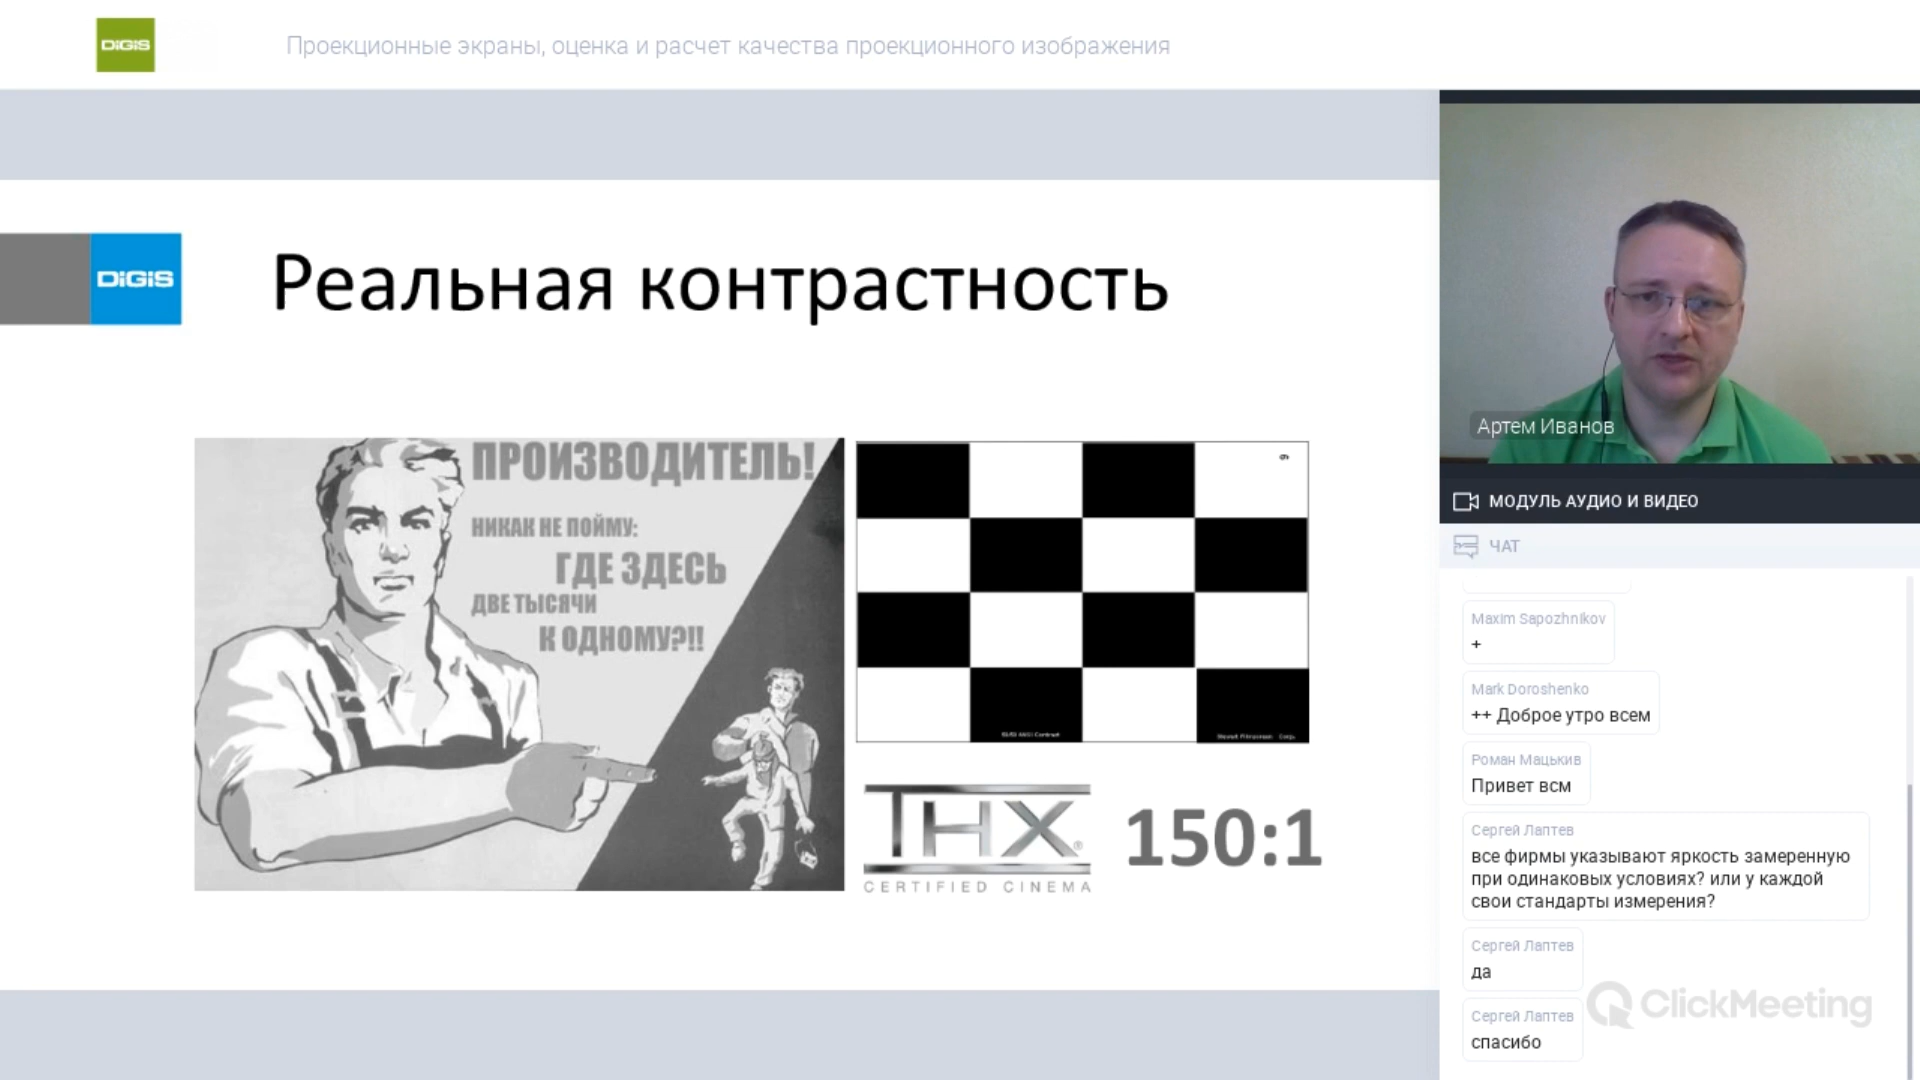 DiGiS
Проекционные экраны, оценка и расчет качества проекционного изображения
DiGiS
Реальная контрастность
ПРОИЗВОДИТЕЛЬ!
НИКАК НЕ ПОЙМУ:
ГДЕ ЗДЕСЬ
ДВЕ ТЫСЯЧИ
К ОДНОМУ?!!
THX®
CERTIFIED CINEMA
150:1
Артем Иванов
МОДУЛЬ АУДИО И ВИДЕО
ЧАТ
Maxim Sapozhnikov
+
Mark Doroshenko
++ Доброе утро всем
Роман Мацькив
Привет всм
Сергей Лаптев
все фирмы указывают яркость замеренную
при одинаковых условиях? или у каждой
свои стандарты измерения?
Сергей Лаптев
да
Сергей Лаптев
спасибо
ClickMeeting